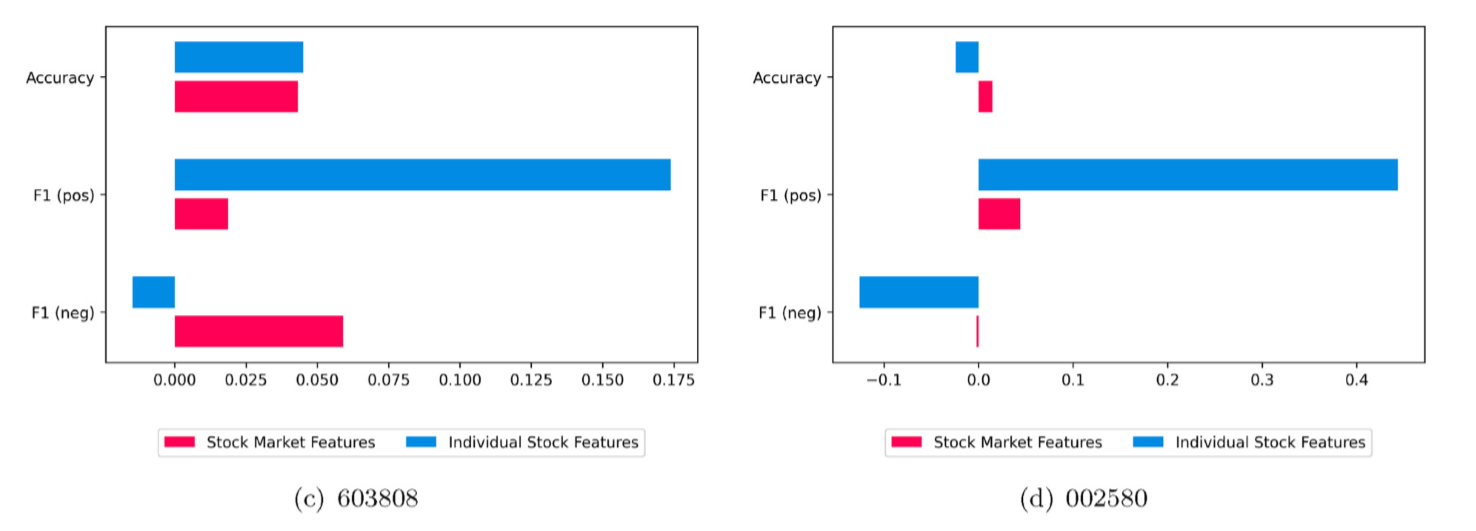 Accuracy
F1 (pos)
F1 (neg)
0.000 0.025 0.050 0.075 0.100 0.125 0.150 0.175
Stock Market Features Individual Stock Features
(c) 603808
Accuracy
F1 (pos)
F1 (neg)
−0.1 0.0 0.1 0.2 0.3 0.4
Stock Market Features Individual Stock Features
(d) 002580